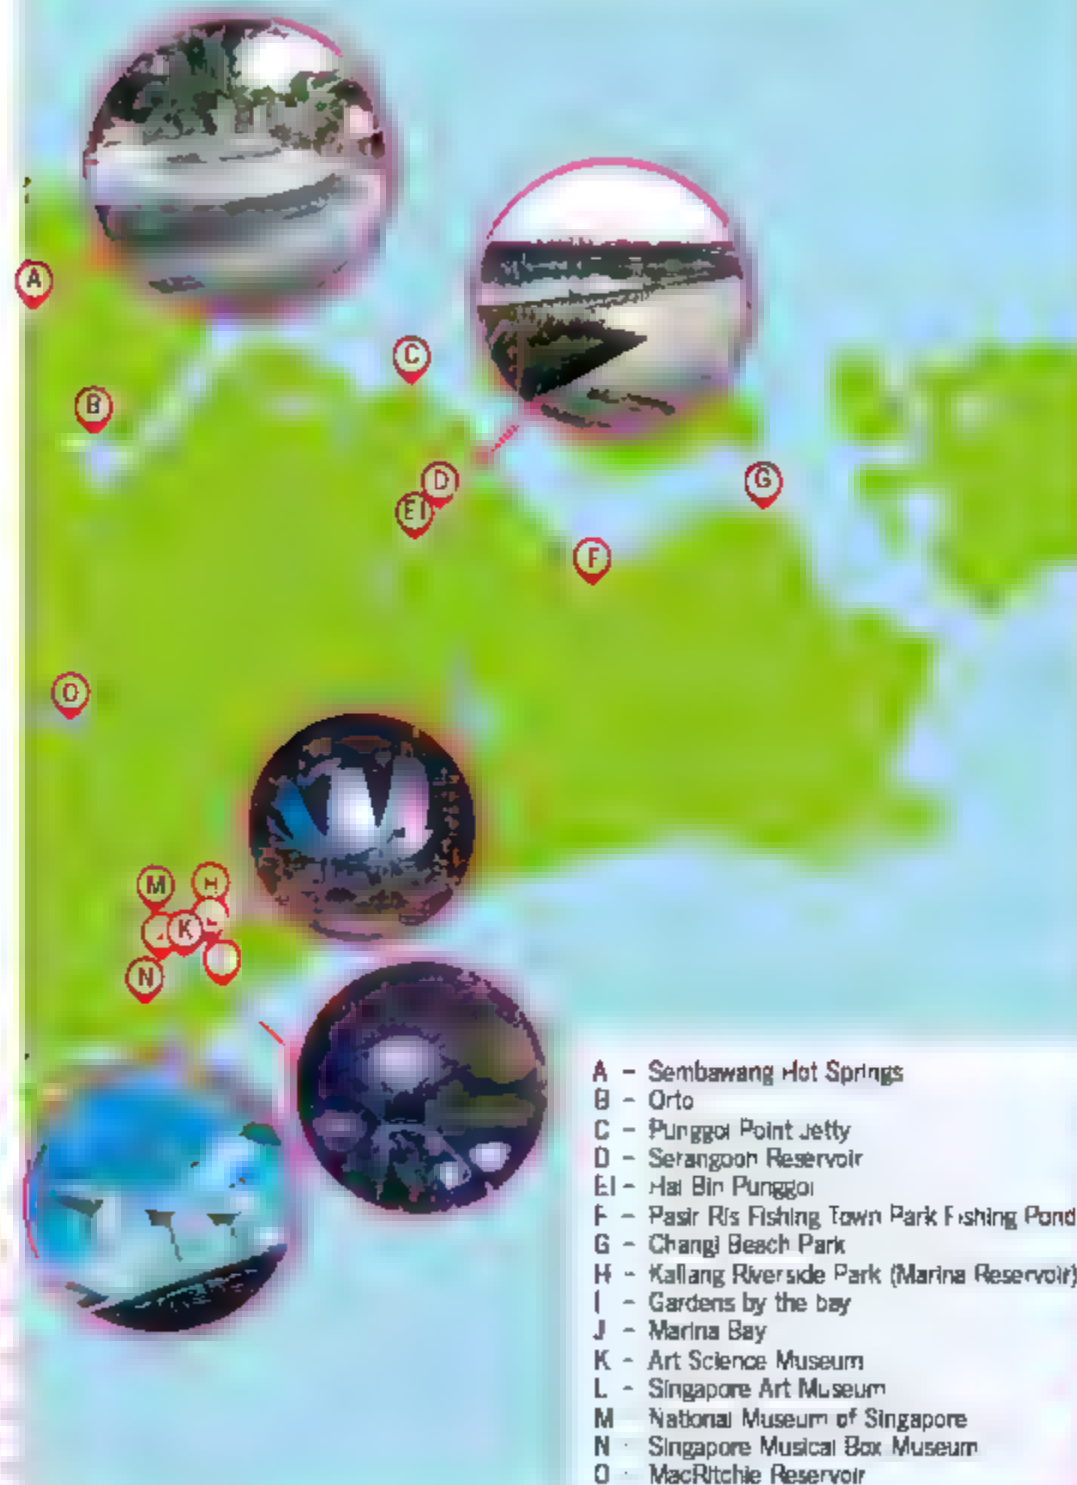 A
C
B
D
G
EI
F
O
M
H
K
N
A - Sembawang Hot Springs
B - Orto
C - Punggol Point Jetty
D - Serangoon Reservoir
EI - Hai Bin Punggol
F - Pasir Ris Fishing Town Park Fishing Pond
G - Changi Beach Park
H - Kallang Riverside Park (Marina Reservoir)
I - Gardens by the bay
J - Marina Bay
K - Art Science Museum
L - Singapore Art Museum
M National Museum of Singapore
N - Singapore Musical Box Museum
O - MacRitchie Reservoir